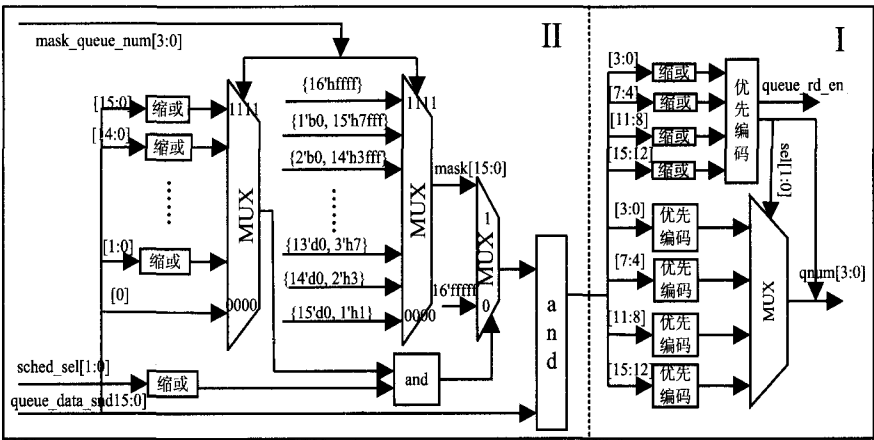 mask_queue_num[3:0]
II
I
{16'hffff}
{1'b0, 15'h7fff}
{2'b0, 14'h3fff}
......
{13'd0, 3'h7}
{14'd0, 2'h3}
{15'd0, 1'h1}
[15:0]
缩或
[14:0]
缩或
......
[1:0]
缩或
[0]
1111
MUX
0000
1111
MUX
0000
mask[15:0]
1
MUX
0
16'fffff
sched_sel[1:0]
缩或
and
queue_data_snd15:0]
and
[3:0]
缩或
[7:4]
缩或
[11:8]
缩或
[15:12]
缩或
优先编码
queue_rd_en
sel[1:0]
[3:0]
优先
编码
[7:4]
优先
编码
[11:8]
优先
编码
[15:12]
优先
编码
MUX
qnum[3:0]